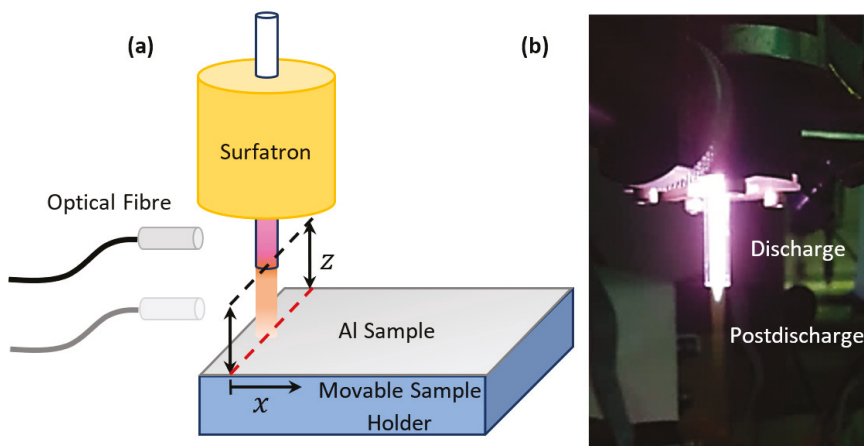 (a)
(b)
Surfatron
Optical Fibre
z
Al Sample
x
Movable Sample
Holder
Discharge
Postdischarge